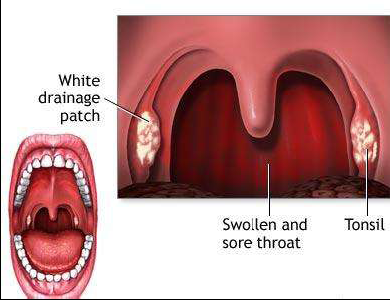 White
drainage
patch
Swollen and
sore throat
Tonsil